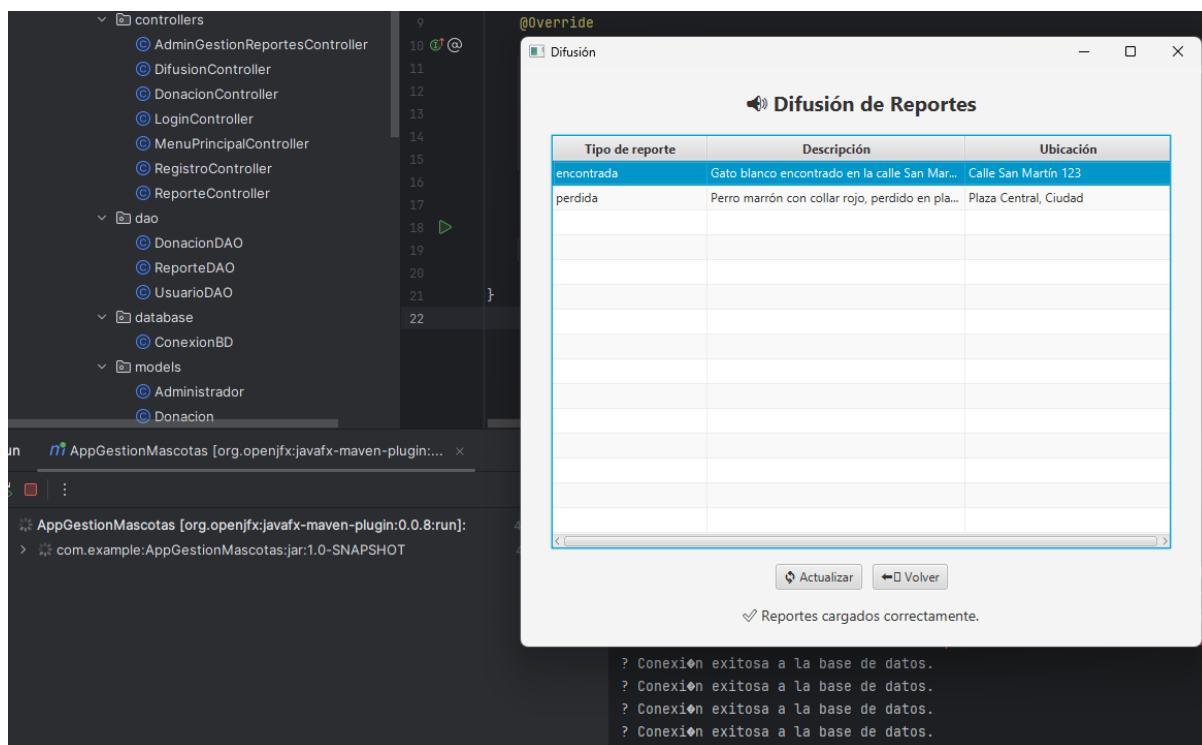 controllers
AdminGestionReportesController
DifusionController
DonacionController
LoginController
MenuPrincipalController
RegistroController
ReporteController
dao
DonacionDAO
ReporteDAO
UsuarioDAO
database
ConexionBD
models
Administrador
Donacion
9 @Override
10
11
12
13
14
15
16
17
18
19
20
21 }
22
Difusión
Difusión de Reportes
Tipo de reporte Descripción Ubicación
encontrada Gato blanco encontrado en la calle San Mar... Calle San Martín 123
perdida Perro marrón con collar rojo, perdido en pla... Plaza Central, Ciudad
Actualizar Volver
Reportes cargados correctamente.
un AppGestionMascotas [org.openjfx:javafx-maven-plugin:...
AppGestionMascotas [org.openjfx:javafx-maven-plugin:0.0.8:run]:
com.example:AppGestionMascotas:jar:1.0-SNAPSHOT
? Conexi�n exitosa a la base de datos.
? Conexi�n exitosa a la base de datos.
? Conexi�n exitosa a la base de datos.
? Conexi�n exitosa a la base de datos.